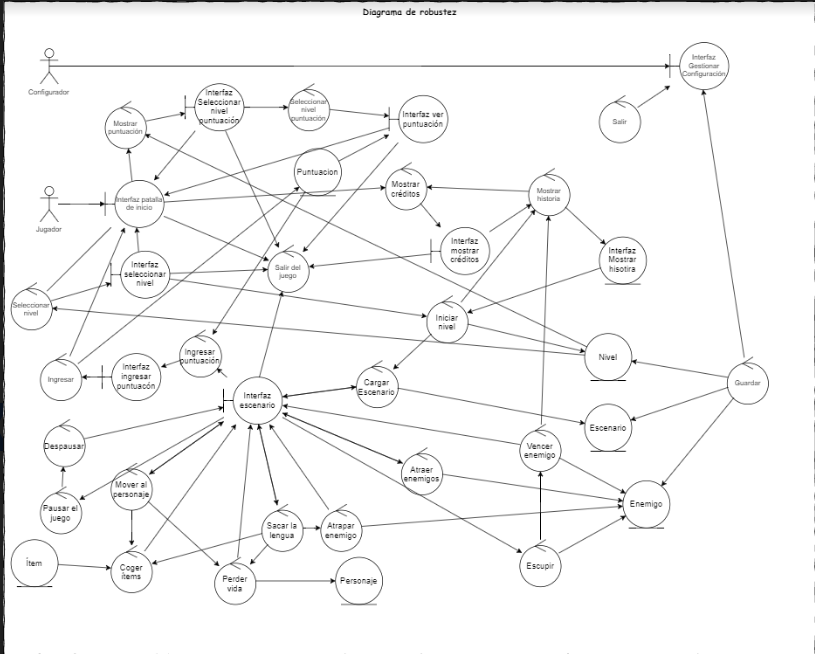 Diagrama de robustez
Configurador
Interfaz
Gestionar
Configuración
Interfaz
Seleccionar
nivel
puntuación
Seleccionar
nivel
puntuación
Interfaz ver
puntuación
Salir
Mostrar
puntuación
Puntuacion
Jugador
Interfaz patalla
de inicio
Mostrar
créditos
Mostrar
historia
Interfaz
mostrar
créditos
Interfaz
Mostrar
hisotira
Interfaz
seleccionar
nivel
Salir del
juego
Seleccionar
nivel
Iniciar
nivel
Nivel
Ingresar
Interfaz
ingresar
puntuacón
Ingresar
puntuación
Cargar
Escenario
Guardar
Interfaz
escenario
Escenario
Despausar
Vencer
enemigo
Atraer
enemigos
Mover al
personaje
Pausar el
juego
Enemigo
Sacar la
lengua
Atrapar
enemigo
Ítem
Coger
ítems
Perder
vida
Personaje
Escupir